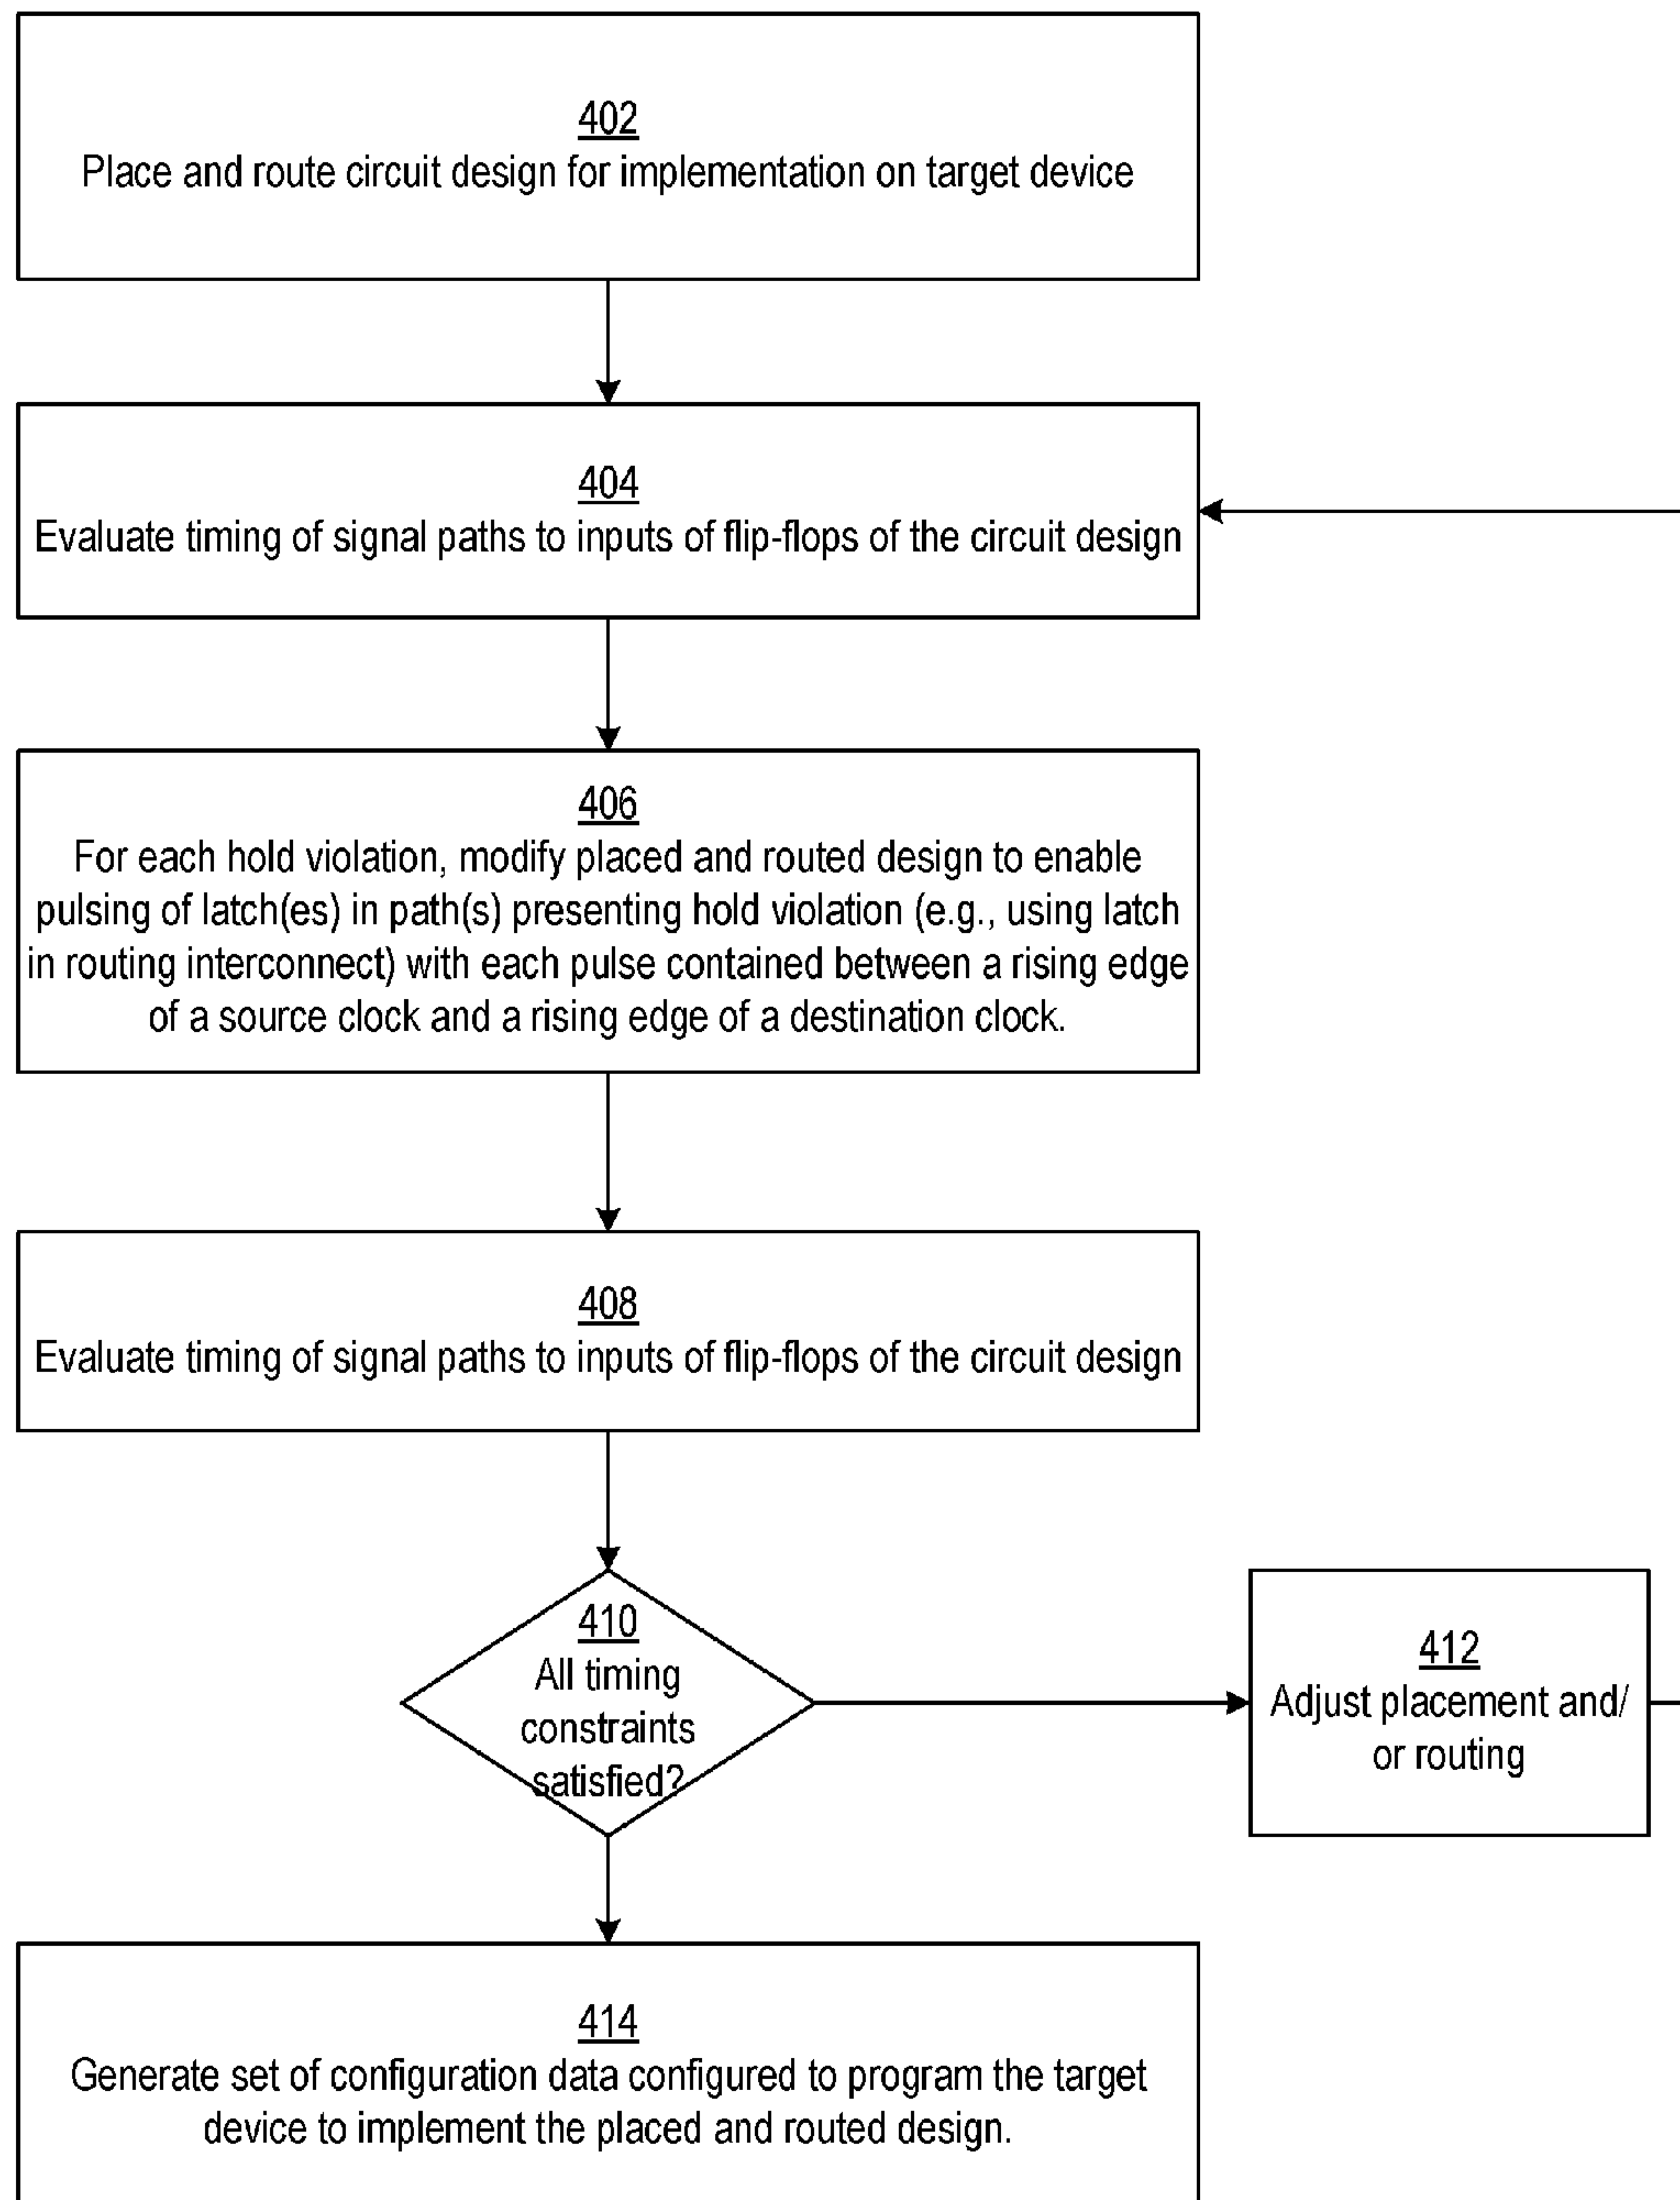 402
Place and route circuit design for implementation on target device
404
Evaluate timing of signal paths to inputs of flip-flops of the circuit design
406
For each hold violation, modify placed and routed design to enable
pulsing of latch(es) in path(s) presenting hold violation (e.g., using latch
in routing interconnect) with each pulse contained between a rising edge
of a source clock and a rising edge of a destination clock.
408
Evaluate timing of signal paths to inputs of flip-flops of the circuit design
410
All timing
constraints
satisfied?
412
Adjust placement and/
or routing
414
Generate set of configuration data configured to program the target
device to implement the placed and routed design.